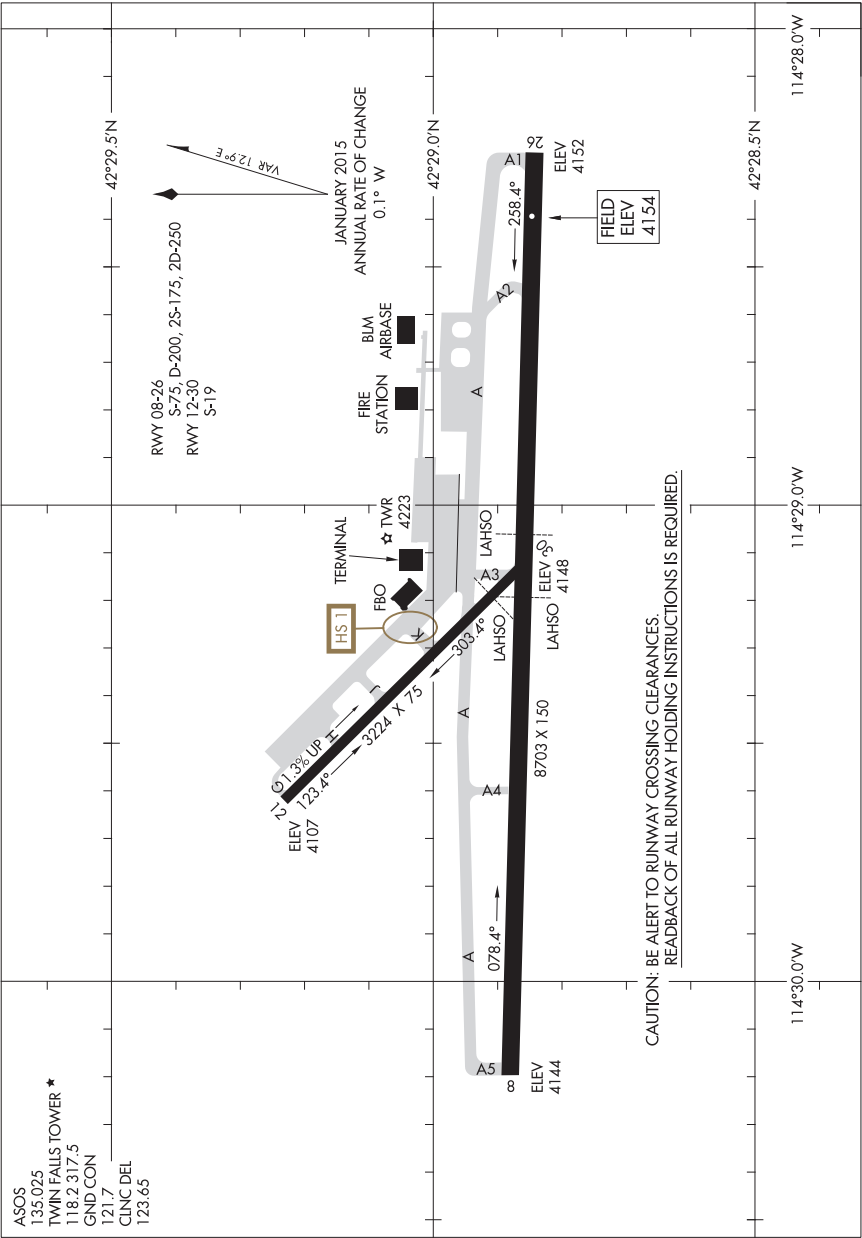 ASOS
135.025
TWIN FALLS TOWER ★
118.2 317.5
GND CON
121.7
CLNC DEL
123.65
RWY 08-26
S-75, D-200, 2S-175, 2D-250
RWY 12-30
S-19
42°29.5'N
VAR 12.9° E
JANUARY 2015
ANNUAL RATE OF CHANGE
0.1° W
HS 1
FBO
TERMINAL
TWR
4223
FIRE
STATION
BLM
AIRBASE
42°29.0'N
12
ELEV
4107
G
1.3% UP
H
123.4°
3224 X 75
J
K
303.4°
LAHSO
A3
LAHSO
30
ELEV
4148
LAHSO
A
A
A
A5
A4
A2
A1
8
ELEV
4144
078.4°
8703 X 150
258.4°
26
ELEV
4152
FIELD
ELEV
4154
CAUTION: BE ALERT TO RUNWAY CROSSING CLEARANCES.
READBACK OF ALL RUNWAY HOLDING INSTRUCTIONS IS REQUIRED.
42°28.5'N
114°30.0'W
114°29.0'W
114°28.0'W